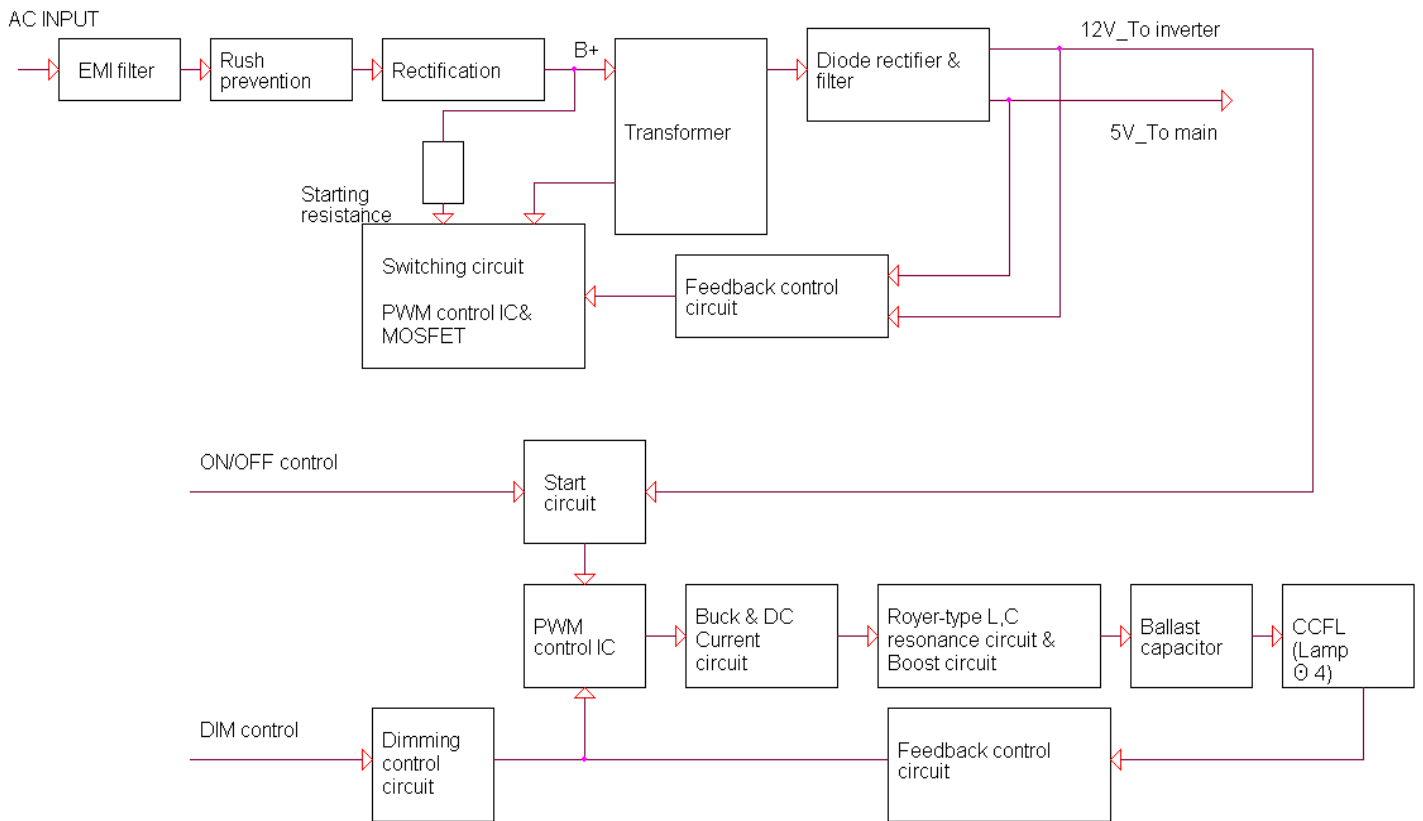 AC INPUT
EMI filter
Rush
prevention
Rectification
B+
Transformer
Diode rectifier &
filter
12V_To inverter
5V_To main
Starting
resistance
Switching circuit
PWM control IC&
MOSFET
Feedback control
circuit
ON/OFF control
Start
circuit
PWM
control IC
Buck & DC
Current
circuit
Royer-type L,C
resonance circuit &
Boost circuit
Ballast
capacitor
CCFL
(Lamp
⊙ 4)
DIM control
Dimming
control
circuit
Feedback control
circuit